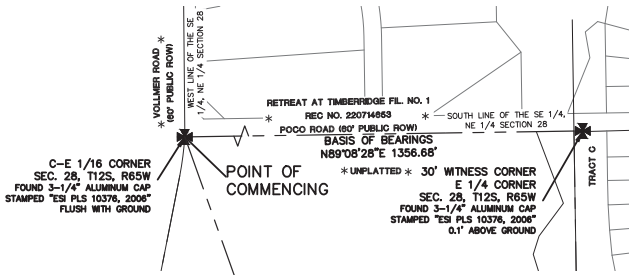 VOLLMER ROAD
(60' PUBLIC ROW)
WEST LINE OF THE SE
1/4, NE 1/4 SECTION 28
RETREAT AT TIMBERRIDGE FIL. NO. 1
REC NO. 220714653
SOUTH LINE OF THE SE 1/4,
NE 1/4 SECTION 28
POCO ROAD (60' PUBLIC ROW)
BASIS OF BEARINGS
N89°08'28"E 1356.68'
*UNPLATTED*
C-E 1/16 CORNER
SEC. 28, T12S, R65W
FOUND 3-1/4" ALUMINUM CAP
STAMPED "ESI PLS 10376, 2006"
FLUSH WITH GROUND
POINT OF
COMMENCING
30' WITNESS CORNER
E 1/4 CORNER
SEC. 28, T12S, R65W
FOUND 3-1/4" ALUMINUM CAP
STAMPED "ESI PLS 10376, 2006"
0.1' ABOVE GROUND
TRACT C